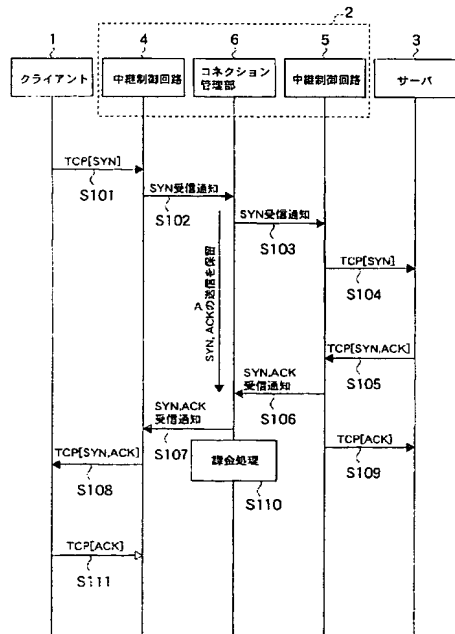 2
1
4
6
5
3
クライアント
中継制御回路
コネクション
管理部
中継制御回路
サーバ
TCP[SYN]
S101
SYN受信通知
S102
SYN受信通知
S103
A
SYN, ACKの送信を保留
TCP[SYN]
S104
TCP[SYN,ACK]
S105
SYN,ACK
受信通知
S106
SYN,ACK
受信通知
S107
TCP[SYN,ACK]
S108
TCP[ACK]
S109
課金処理
S110
TCP[ACK]
S111